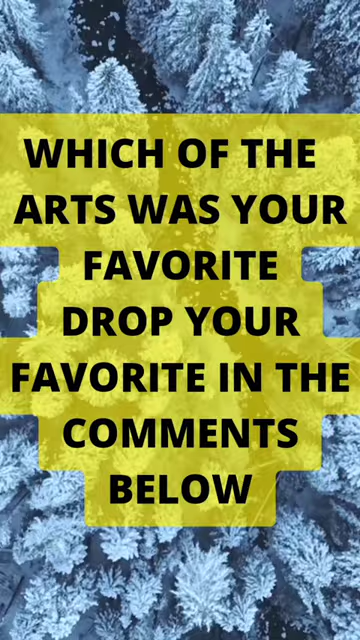 WHICH OF THE
ARTS WAS YOUR
FAVORITE
DROP YOUR
FAVORITE IN THE
COMMENTS
BELOW